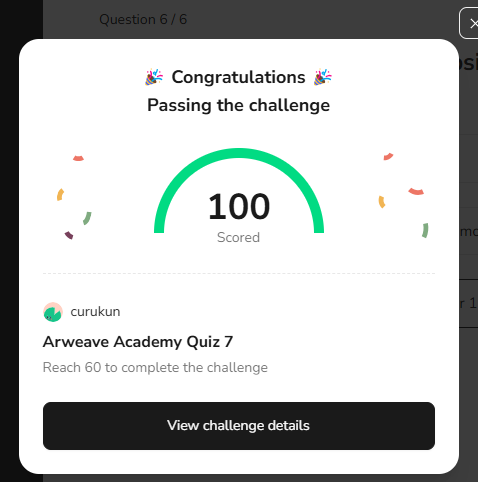 Question 6 / 6
🎉 Congratulations 🎉
Passing the challenge
100
Scored
curukun
Arweave Academy Quiz 7
Reach 60 to complete the challenge
View challenge details